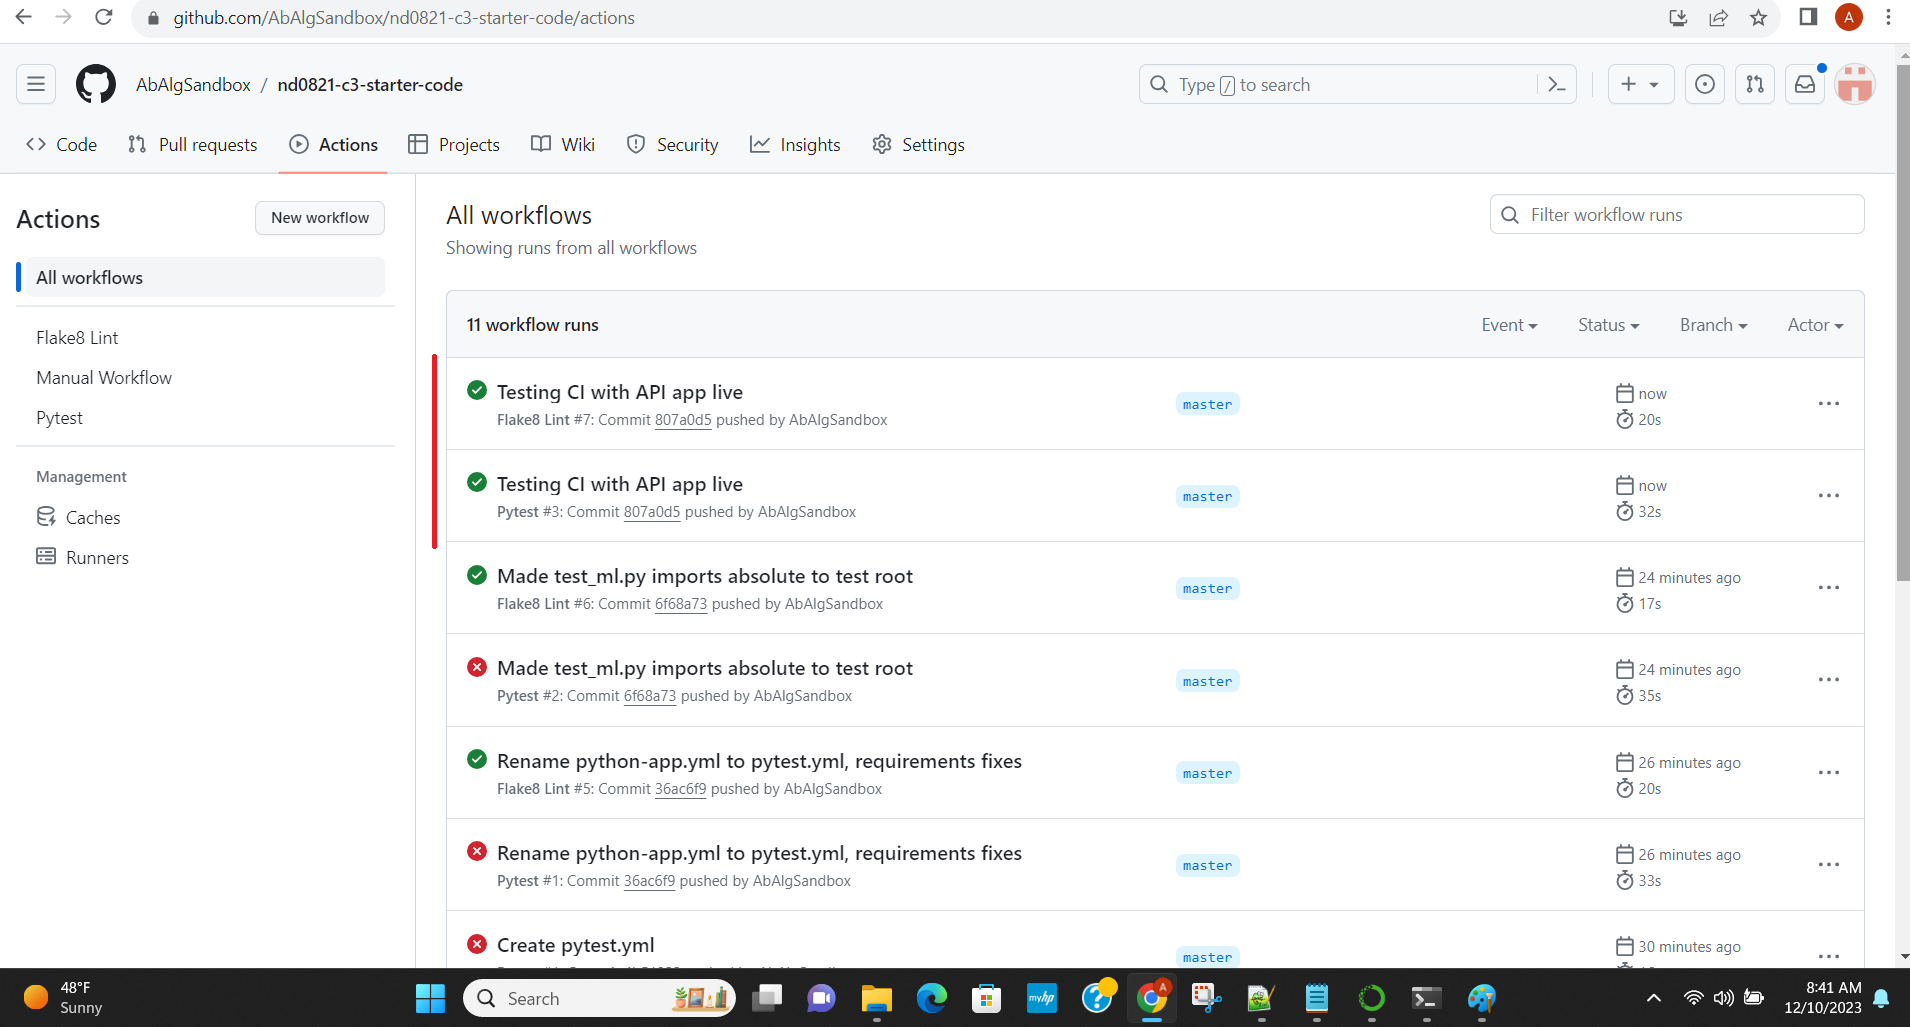 github.com/AbAlgSandbox/nd0821-c3-starter-code/actions
A
AbAlgSandbox / nd0821-c3-starter-code
Type / to search
Code
Pull requests
Actions
Projects
Wiki
Security
Insights
Settings
Actions
New workflow
All workflows
Flake8 Lint
Manual Workflow
Pytest
Management
Caches
Runners
All workflows
Showing runs from all workflows
Filter workflow runs
11 workflow runs
Event
Status
Branch
Actor
Testing CI with API app live
Flake8 Lint #7: Commit 807a0d5 pushed by AbAlgSandbox
master
now
20s
Testing CI with API app live
Pytest #3: Commit 807a0d5 pushed by AbAlgSandbox
master
now
32s
Made test_ml.py imports absolute to test root
Flake8 Lint #6: Commit 6f68a73 pushed by AbAlgSandbox
master
24 minutes ago
17s
Made test_ml.py imports absolute to test root
Pytest #2: Commit 6f68a73 pushed by AbAlgSandbox
master
24 minutes ago
35s
Rename python-app.yml to pytest.yml, requirements fixes
Flake8 Lint #5: Commit 36ac6f9 pushed by AbAlgSandbox
master
26 minutes ago
20s
Rename python-app.yml to pytest.yml, requirements fixes
Pytest #1: Commit 36ac6f9 pushed by AbAlgSandbox
master
26 minutes ago
33s
Create pytest.yml
master
30 minutes ago
48°F
Sunny
Search
myhp
A
8:41 AM
12/10/2023